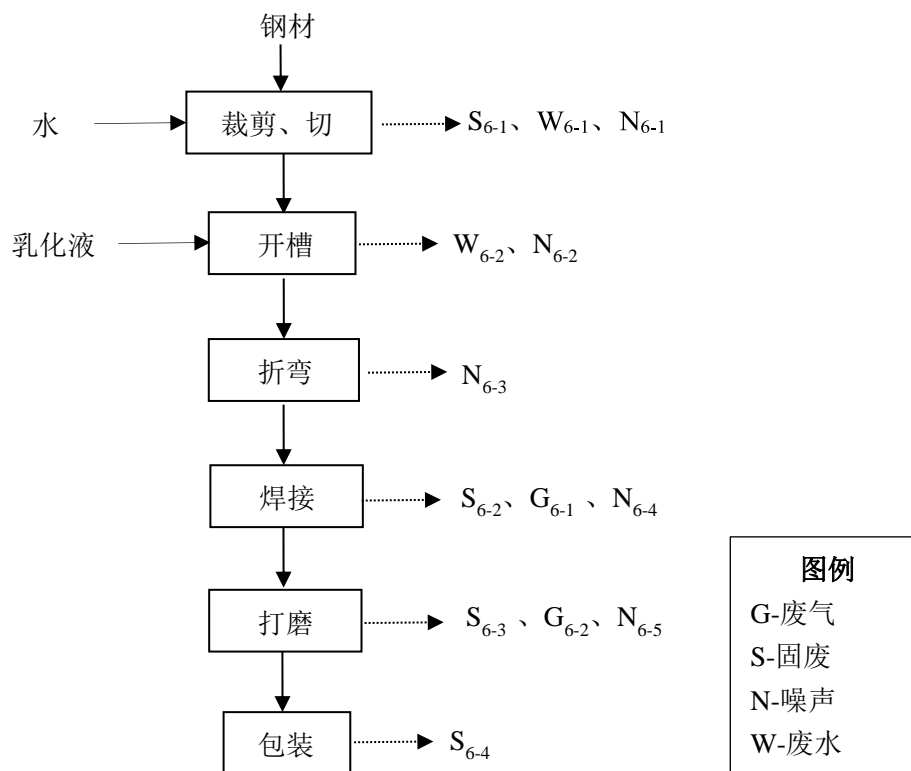 钢材
水
裁剪、切
S6-1、W6-1、N6-1
乳化液
开槽
W6-2、N6-2
折弯
N6-3
焊接
S6-2、G6-1 、N6-4
打磨
S6-3 、G6-2、N6-5
包装
S6-4
图例
G-废气
S-固废
N-噪声
W-废水